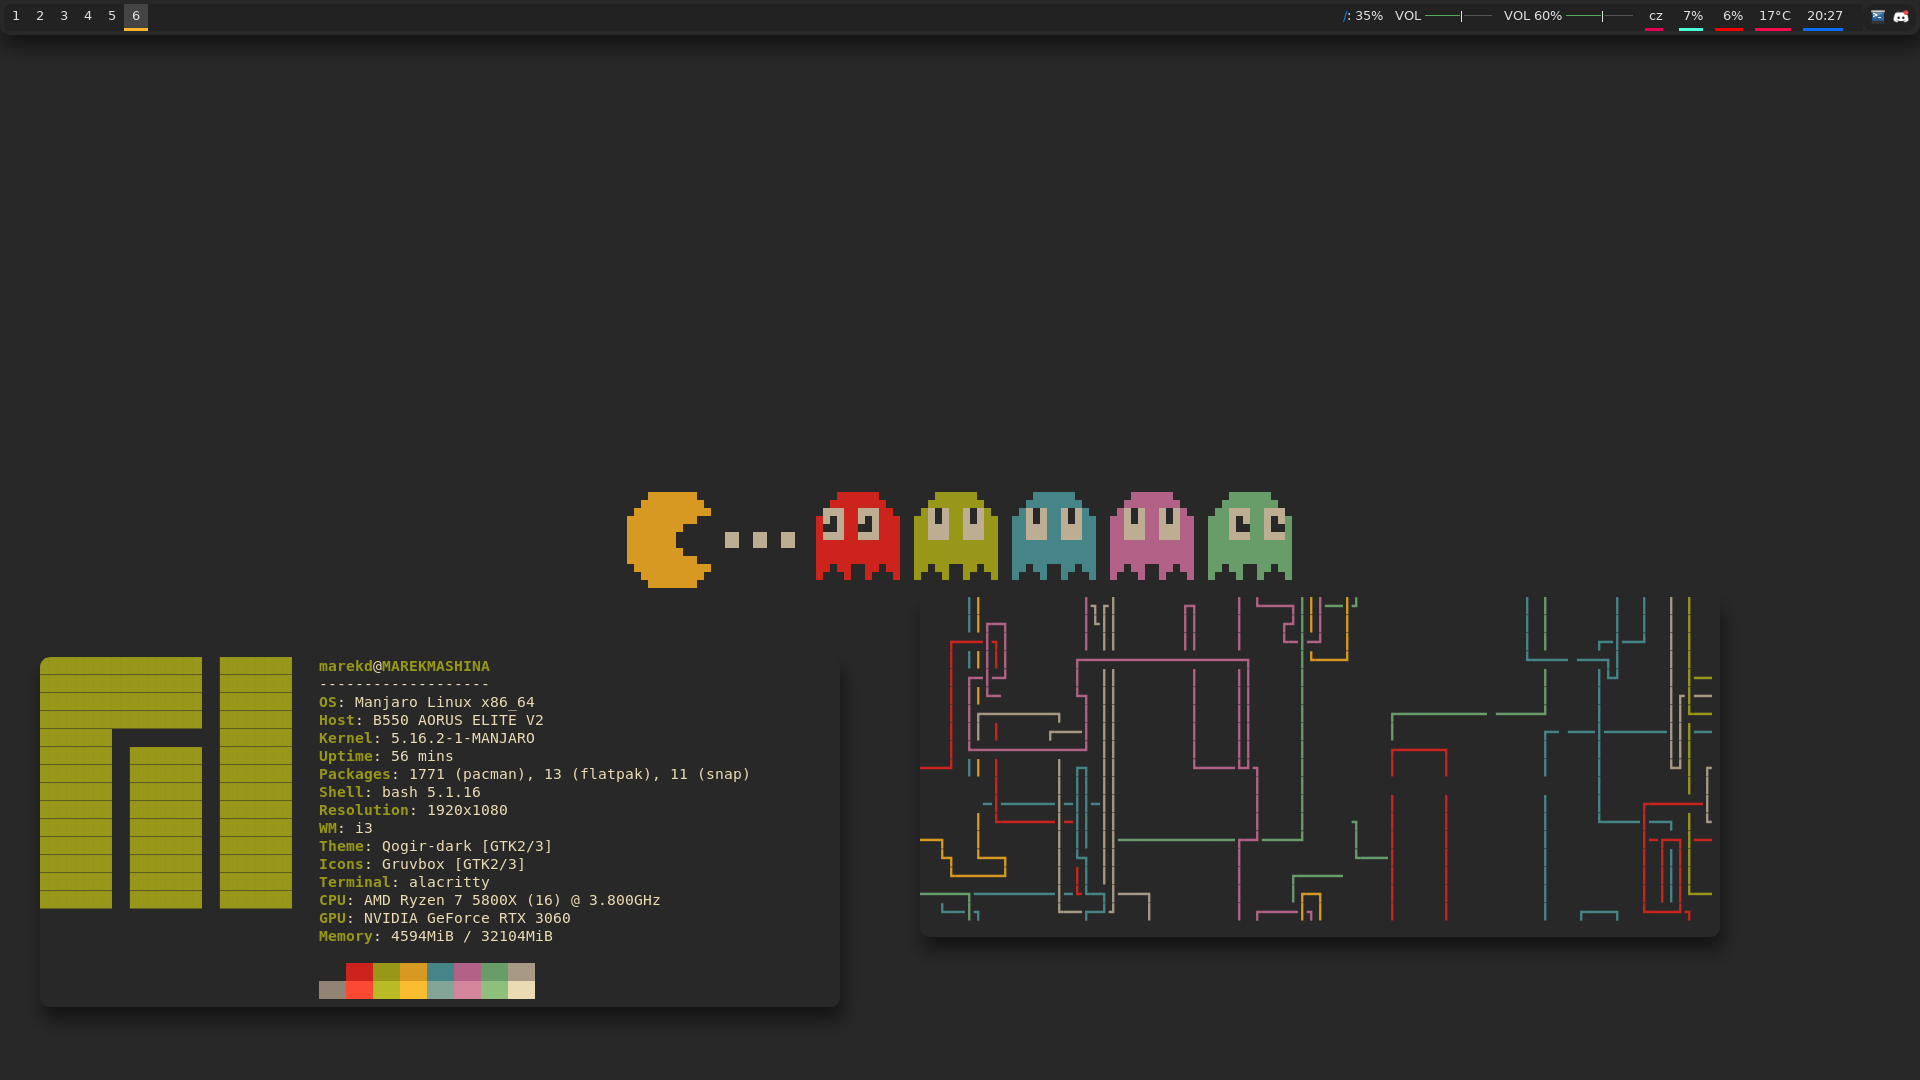 1 2 3 4 5 6 /: 35% VOL VOL 60% cz 7% 6% 17°C 20:27
marekd@MAREKMASHINA
-------------------
OS: Manjaro Linux x86_64
Host: B550 AORUS ELITE V2
Kernel: 5.16.2-1-MANJARO
Uptime: 56 mins
Packages: 1771 (pacman), 13 (flatpak), 11 (snap)
Shell: bash 5.1.16
Resolution: 1920x1080
WM: i3
Theme: Qogir-dark [GTK2/3]
Icons: Gruvbox [GTK2/3]
Terminal: alacritty
CPU: AMD Ryzen 7 5800X (16) @ 3.800GHz
GPU: NVIDIA GeForce RTX 3060
Memory: 4594MiB / 32104MiB